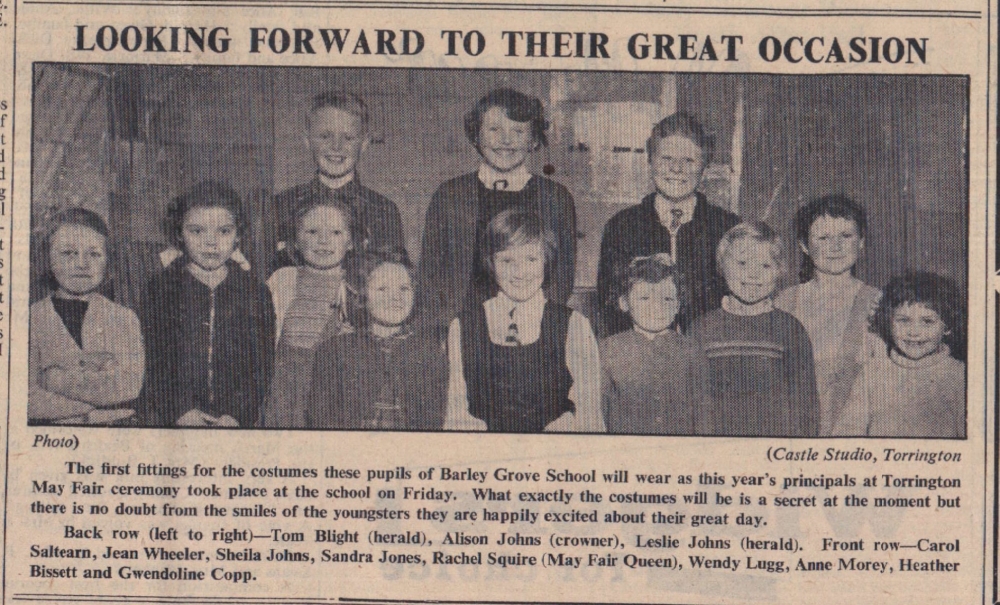 LOOKING FORWARD TO THEIR GREAT OCCASION
Photo) (Castle Studio, Torrington
The first fittings for the costumes these pupils of Barley Grove School will wear as this year's principals at Torrington
May Fair ceremony took place at the school on Friday. What exactly the costumes will be is a secret at the moment but
there is no doubt from the smiles of the youngsters they are happily excited about their great day.
Back row (left to right)—Tom Blight (herald), Alison Johns (crowner), Leslie Johns (herald). Front row—Carol
Saltearn, Jean Wheeler, Sheila Johns, Sandra Jones, Rachel Squire (May Fair Queen), Wendy Lugg, Anne Morey, Heather
Bissett and Gwendoline Copp.